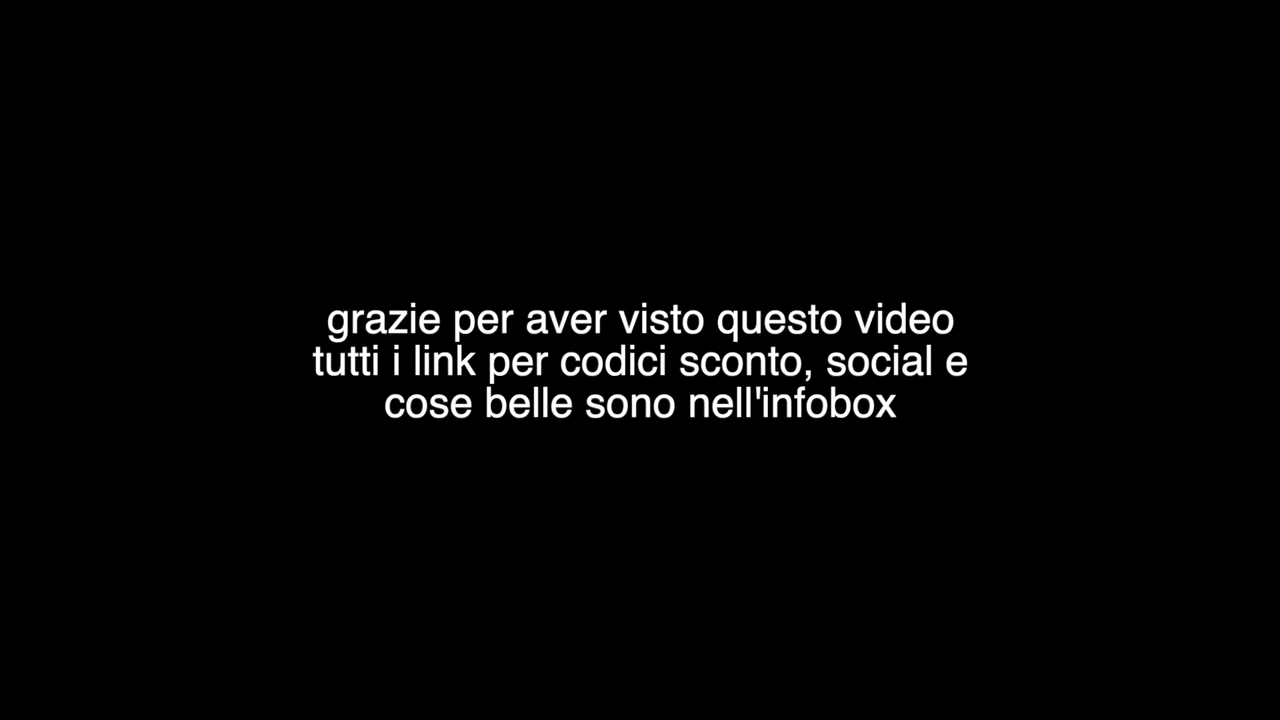 grazie per aver visto questo video
tutti i link per codici sconto, social e
cose belle sono nell'infobox